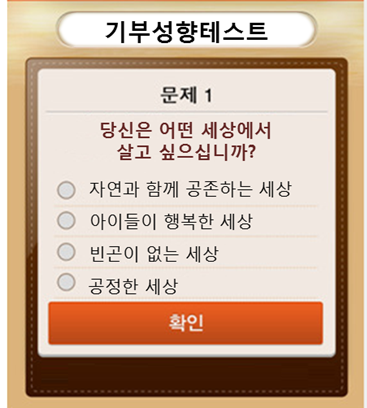 기부성향테스트
문제 1
당신은 어떤 세상에서
살고 싶으십니까?
자연과 함께 공존하는 세상
아이들이 행복한 세상
빈곤이 없는 세상
공정한 세상
확인